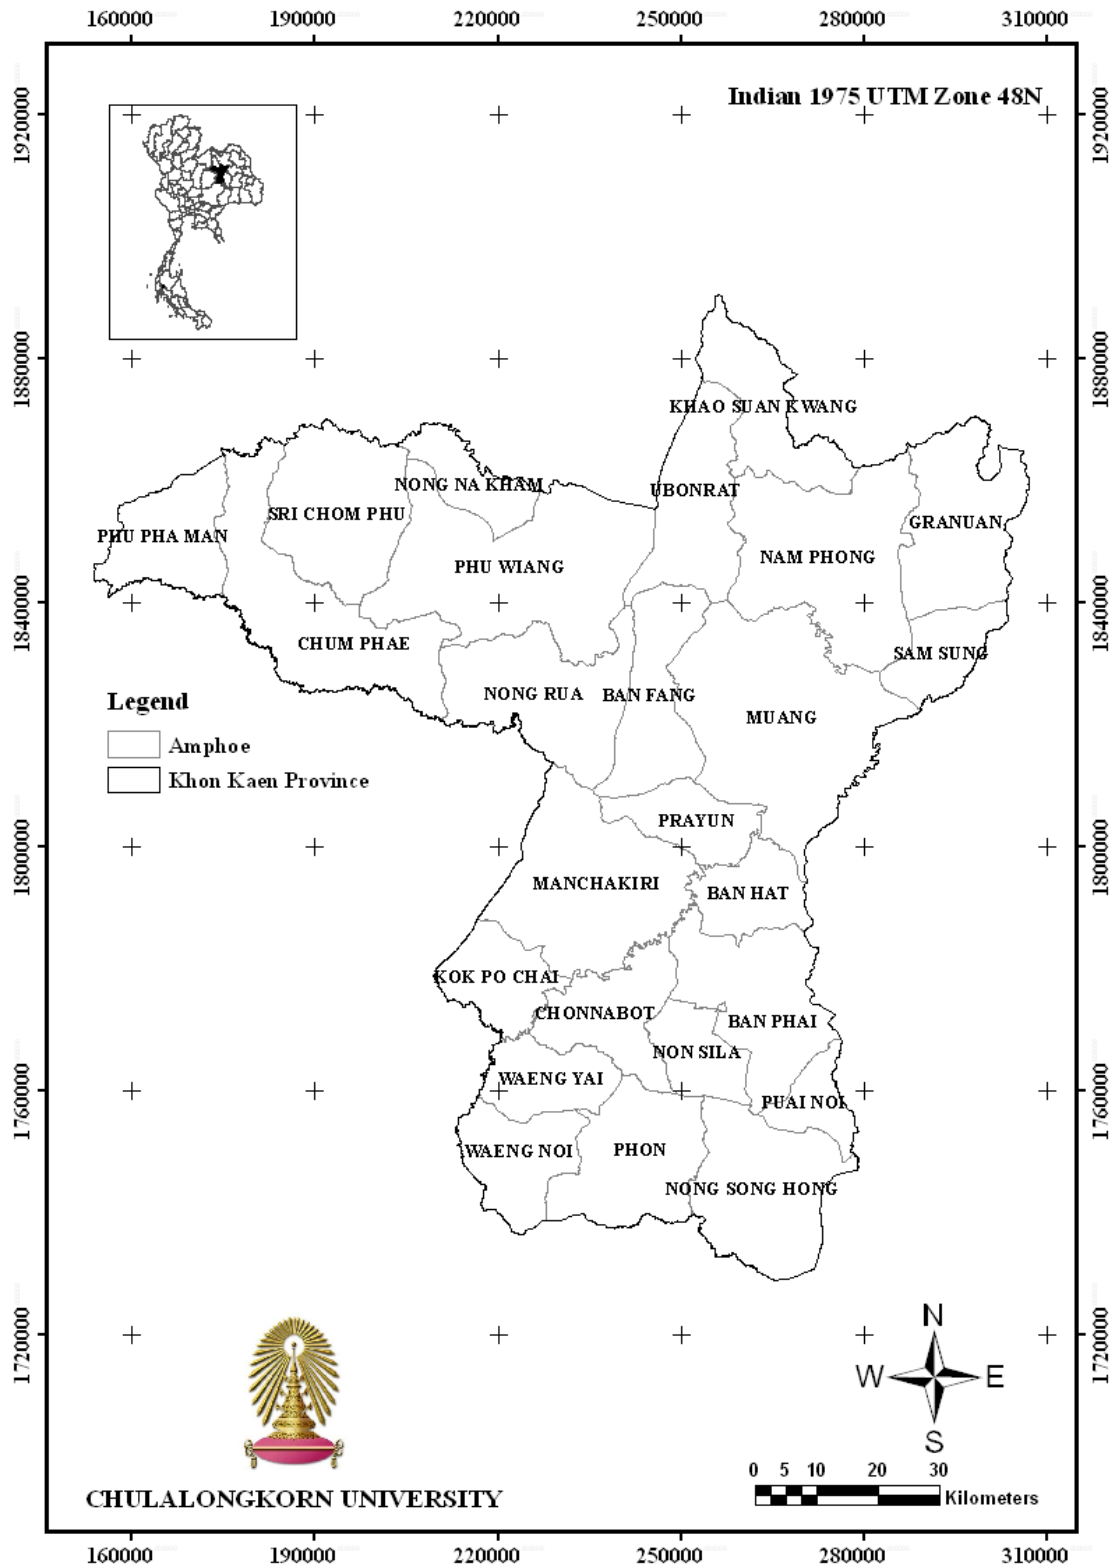 160000 190000 220000 250000 280000 310000
Indian 1975 UTM Zone 48N
1920000 1920000
1880000 1880000
KHAO SUAN KWANG
NONG NA KHAM UBONRAT
SRI CHOM PHU GRANUAN
PHU PHA MAN NAM PHONG
PHU WIANG
1840000 1840000
CHUM PHAE SAM SUNG
NONG RUA BAN FANG
Legend MUANG
Amphoe
Khon Kaen Province
PRAYUN
1800000 1800000
MANCHAKIRI BAN HAT
KOK PO CHAI
CHONNABOT BAN PHAI
NON SILA
WAENG YAI
1760000 1760000
PUAI NOI
WAENG NOI PHON
NONG SONG HONG
1720000 1720000
N
W E
S
0 5 10 20 30
Kilometers
CHULALONGKORN UNIVERSITY
160000 190000 220000 250000 280000 310000